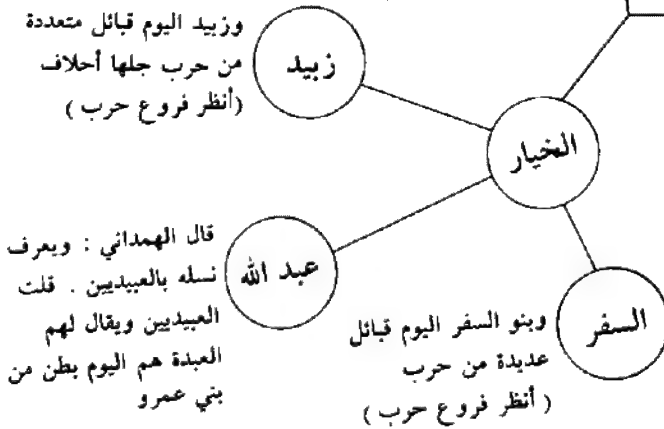 وزبيد اليوم قبائل متعددة
من حرب جلها أحلاف
(أنظر فروع حرب )
زبيد
الخيار
قال الهمداني : ويعرف
نسله بالعبيديين . قلت
العبيديين ويقال لهم
العبدة هم اليوم بطن من
بني عمرو
عبد الله
السفر
وبنو السفر اليوم قبائل
عديدة من حرب
( أنظر فروع حرب )